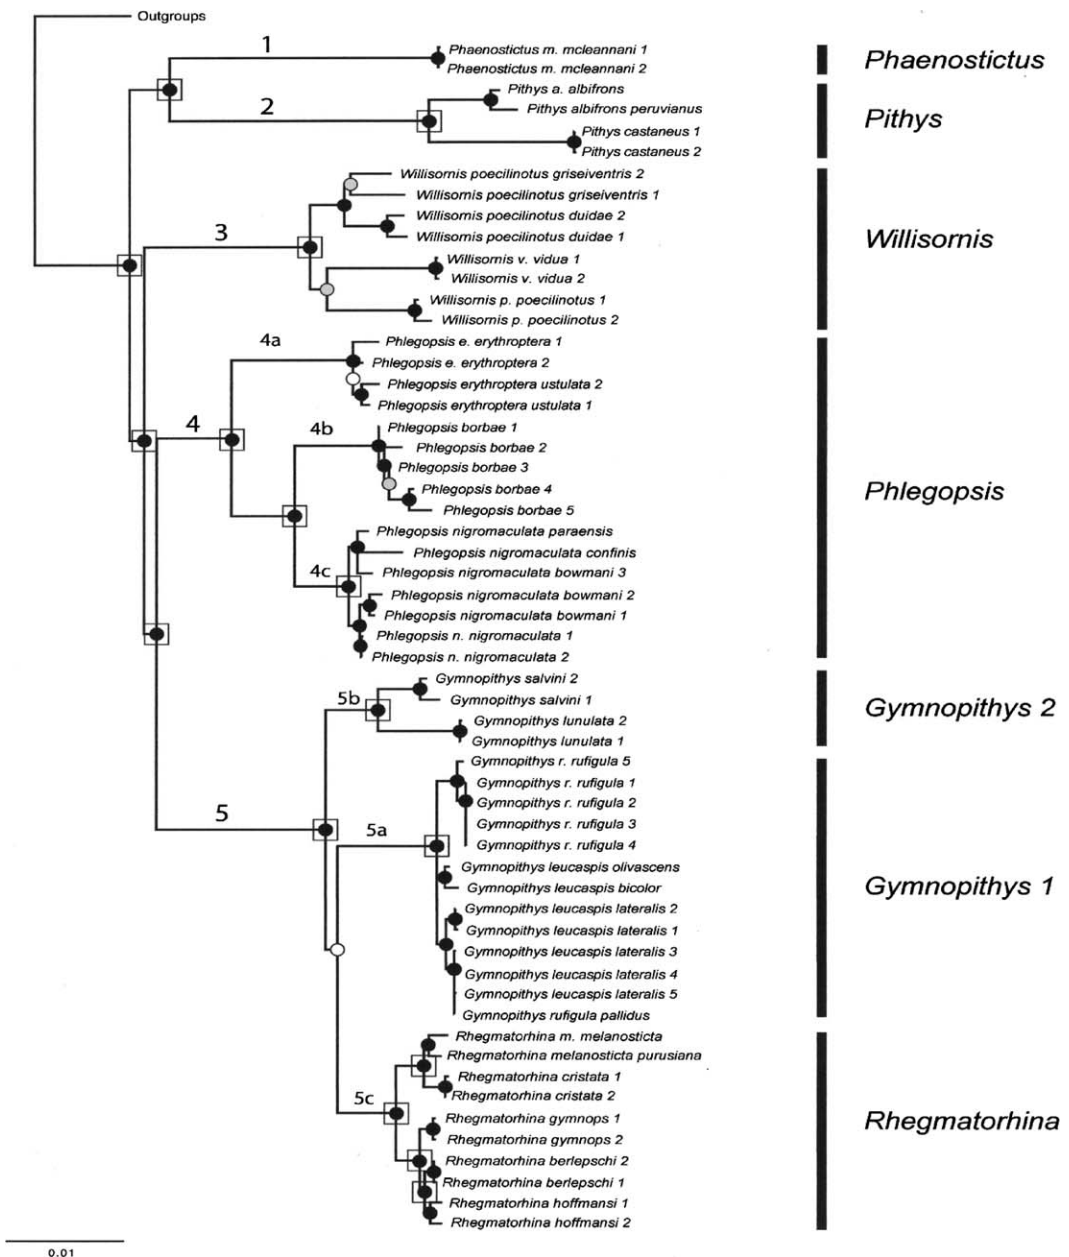 Outgroups
1
Phaenostictus m. mcleannani 1
Phaenostictus m. mcleannani 2
Phaenostictus
2
Pithys a. albifrons
Pithys albifrons peruvianus
Pithys castaneus 1
Pithys castaneus 2
Pithys
3
Willisornis poecilinotus griseiventris 2
Willisornis poecilinotus griseiventris 1
Willisornis poecilinotus duidae 2
Willisornis poecilinotus duidae 1
Willisornis v. vidua 1
Willisornis v. vidua 2
Willisornis p. poecilinotus 1
Willisornis p. poecilinotus 2
Willisornis
4
4a
Phlegopsis e. erythroptera 1
Phlegopsis e. erythroptera 2
Phlegopsis erythroptera ustulata 2
Phlegopsis erythroptera ustulata 1
4b
Phlegopsis borbae 1
Phlegopsis borbae 2
Phlegopsis borbae 3
Phlegopsis borbae 4
Phlegopsis borbae 5
4c
Phlegopsis nigromaculata paraensis
Phlegopsis nigromaculata confinis
Phlegopsis nigromaculata bowmani 3
Phlegopsis nigromaculata bowmani 2
Phlegopsis nigromaculata bowmani 1
Phlegopsis n. nigromaculata 1
Phlegopsis n. nigromaculata 2
Phlegopsis
5
5b
Gymnopithys salvini 2
Gymnopithys salvini 1
Gymnopithys lunulata 2
Gymnopithys lunulata 1
Gymnopithys 2
5a
Gymnopithys r. rufigula 5
Gymnopithys r. rufigula 1
Gymnopithys r. rufigula 2
Gymnopithys r. rufigula 3
Gymnopithys r. rufigula 4
Gymnopithys leucaspis olivascens
Gymnopithys leucaspis bicolor
Gymnopithys leucaspis lateralis 2
Gymnopithys leucaspis lateralis 1
Gymnopithys leucaspis lateralis 3
Gymnopithys leucaspis lateralis 4
Gymnopithys leucaspis lateralis 5
Gymnopithys rufigula pallidus
Gymnopithys 1
5c
Rhegmatorhina m. melanosticta
Rhegmatorhina melanosticta purusiana
Rhegmatorhina cristata 1
Rhegmatorhina cristata 2
Rhegmatorhina gymnops 1
Rhegmatorhina gymnops 2
Rhegmatorhina berlepschi 2
Rhegmatorhina berlepschi 1
Rhegmatorhina hoffmansi 1
Rhegmatorhina hoffmansi 2
Rhegmatorhina
0.01